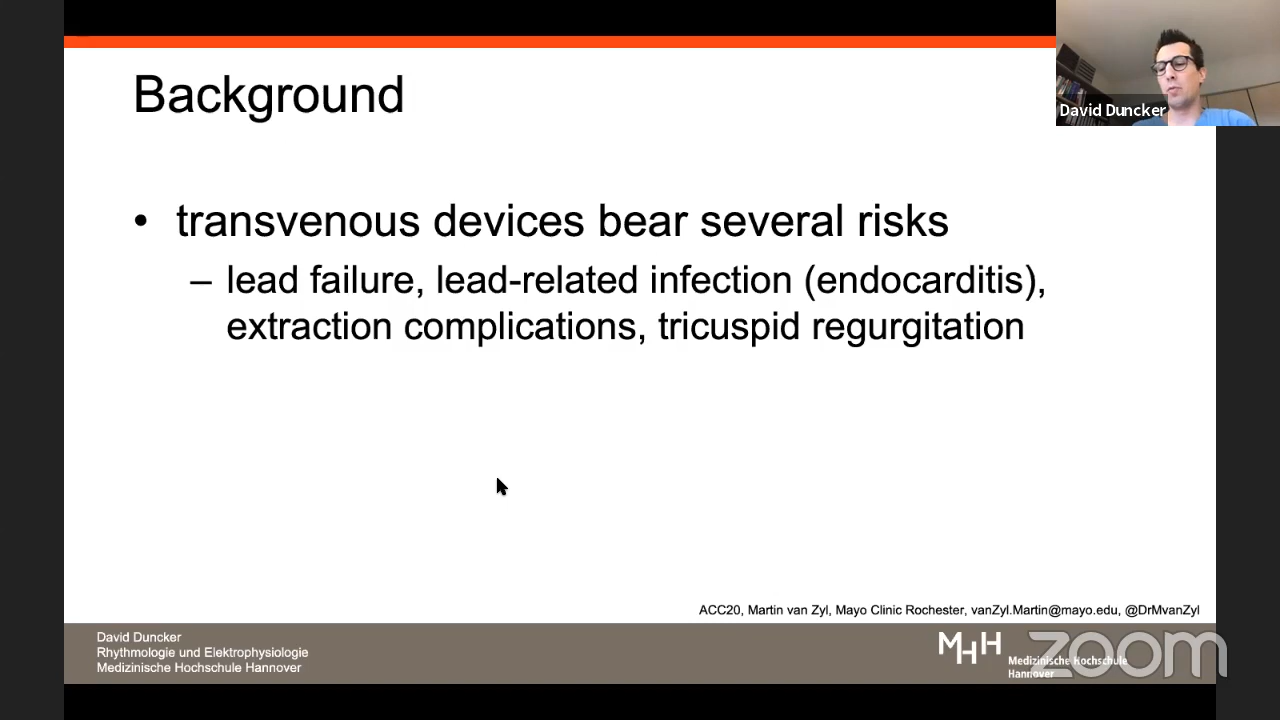 Background
David Duncker
• transvenous devices bear several risks
– lead failure, lead-related infection (endocarditis),
extraction complications, tricuspid regurgitation
ACC20, Martin van Zyl, Mayo Clinic Rochester, vanZyl.Martin@mayo.edu, @DrMvanZyl
David Duncker
Rhythmologie und Elektrophysiologie
Medizinische Hochschule Hannover
MHH
Medizinische Hochschule
Hannover
zoom